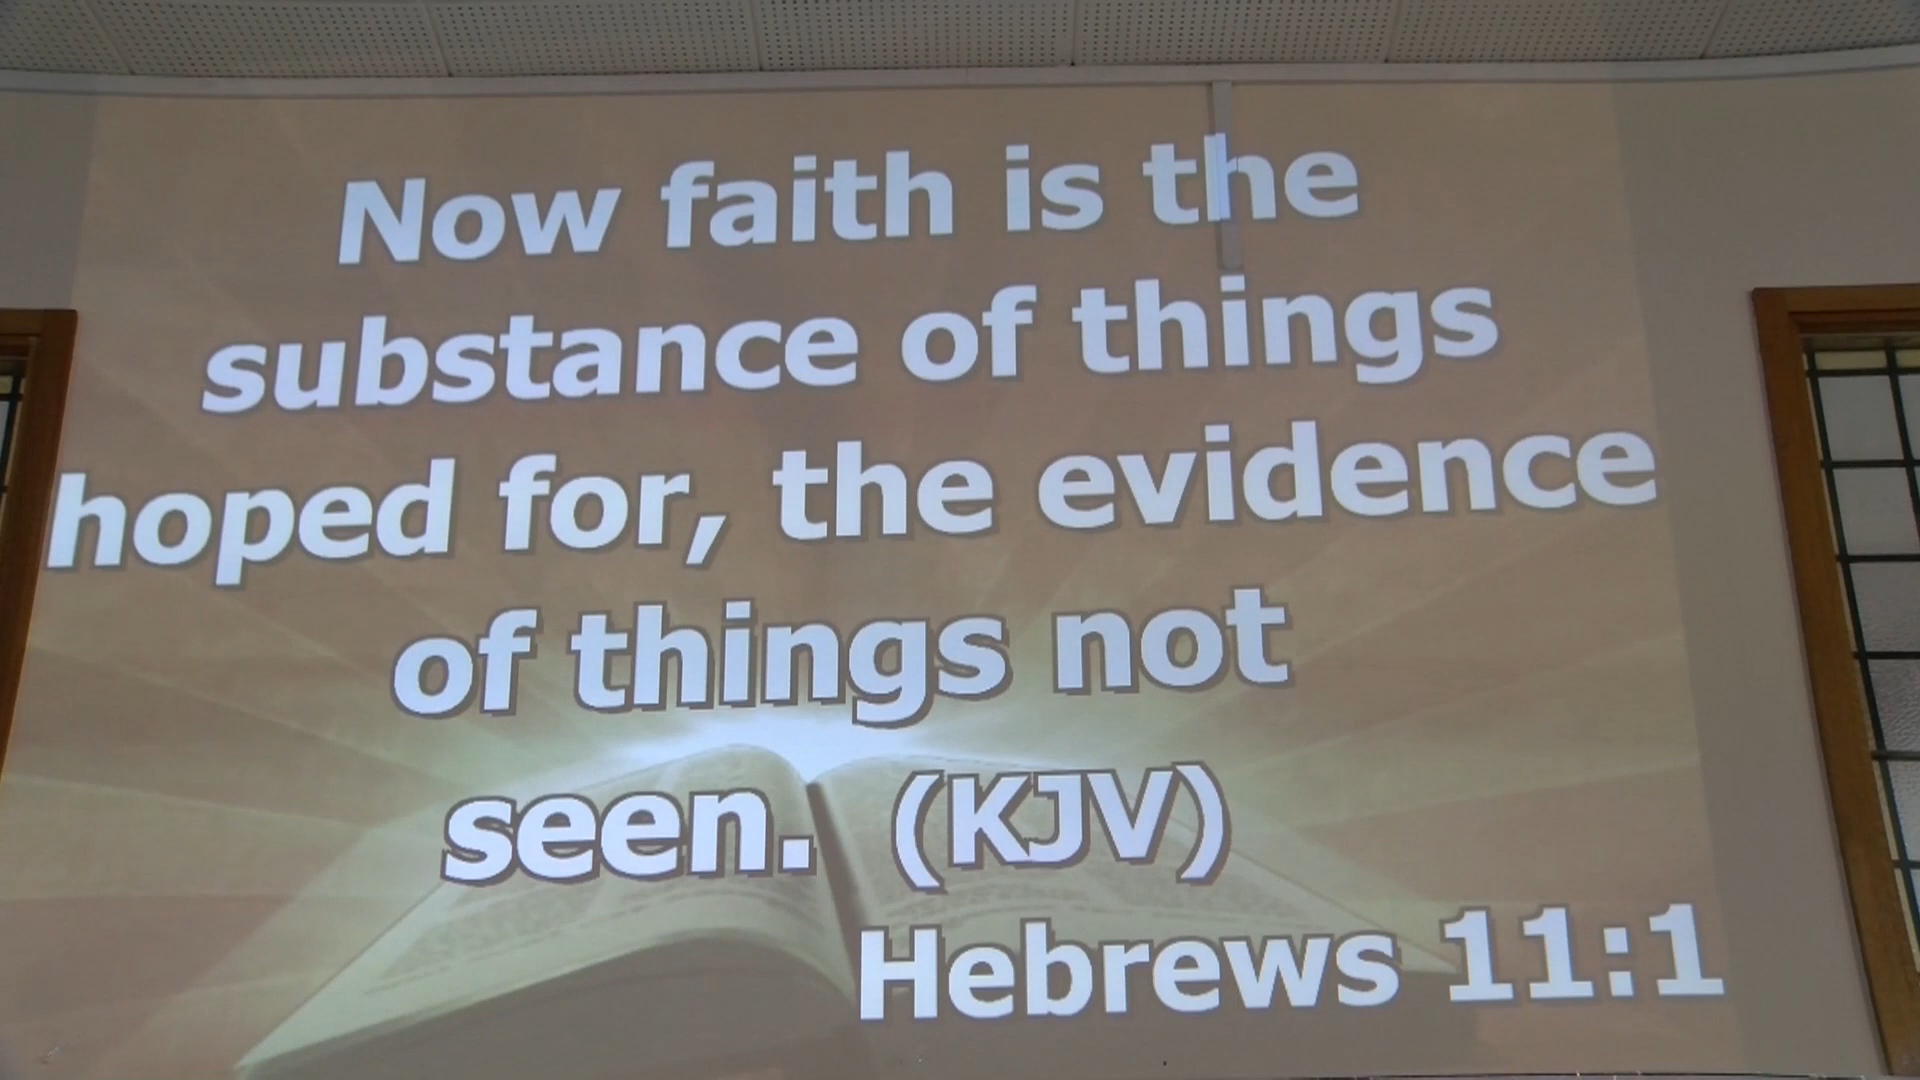 Now faith is the
substance of things
hoped for, the evidence
of things not
seen. (KJV)
Hebrews 11:1